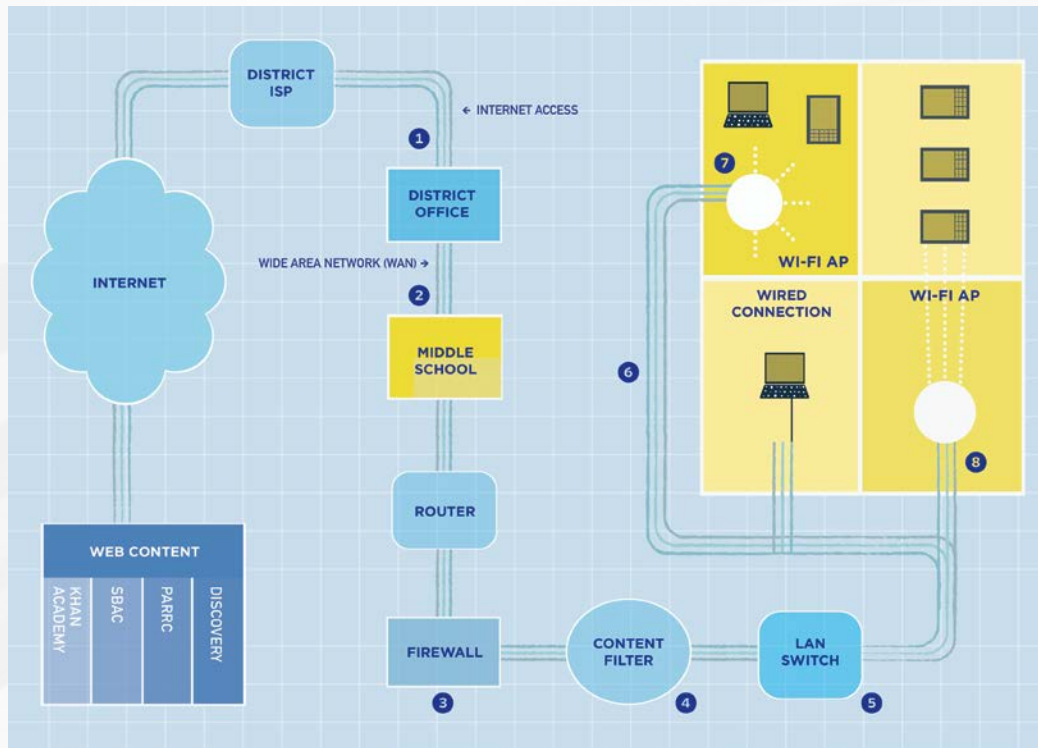 DISTRICT
ISP
← INTERNET ACCESS
1
DISTRICT
OFFICE
WIDE AREA NETWORK (WAN) →
2
INTERNET
MIDDLE
SCHOOL
ROUTER
WEB CONTENT
KHAN
ACADEMY
SBAC
PARRC
DISCOVERY
FIREWALL
3
CONTENT
FILTER
4
LAN
SWITCH
5
6
7
WI-FI AP
WIRED
CONNECTION
WI-FI AP
8